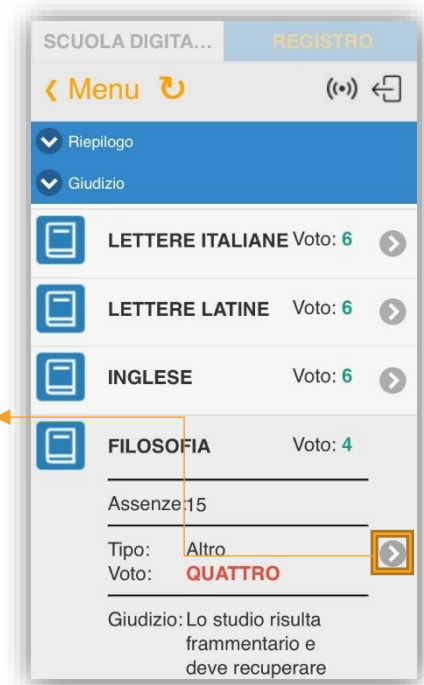 SCUOLA DIGITA... REGISTRO
Menu
Riepilogo
Giudizio
LETTERE ITALIANE Voto: 6
LETTERE LATINE Voto: 6
INGLESE Voto: 6
FILOSOFIA Voto: 4
Assenze:15
Tipo: Altro
Voto: QUATTRO
Giudizio: Lo studio risulta
frammentario e
deve recuperare